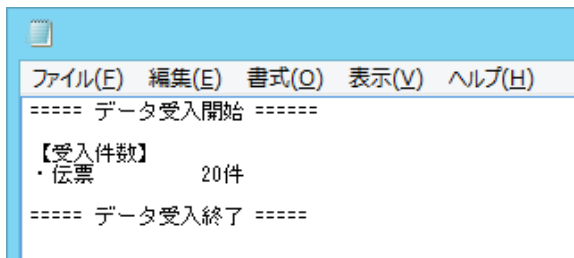 ファイル(F) 編集(E) 書式(O) 表示(V) ヘルプ(H)
===== データ受入開始 ======
【受入件数】
・伝票 20件
===== データ受入終了 =====